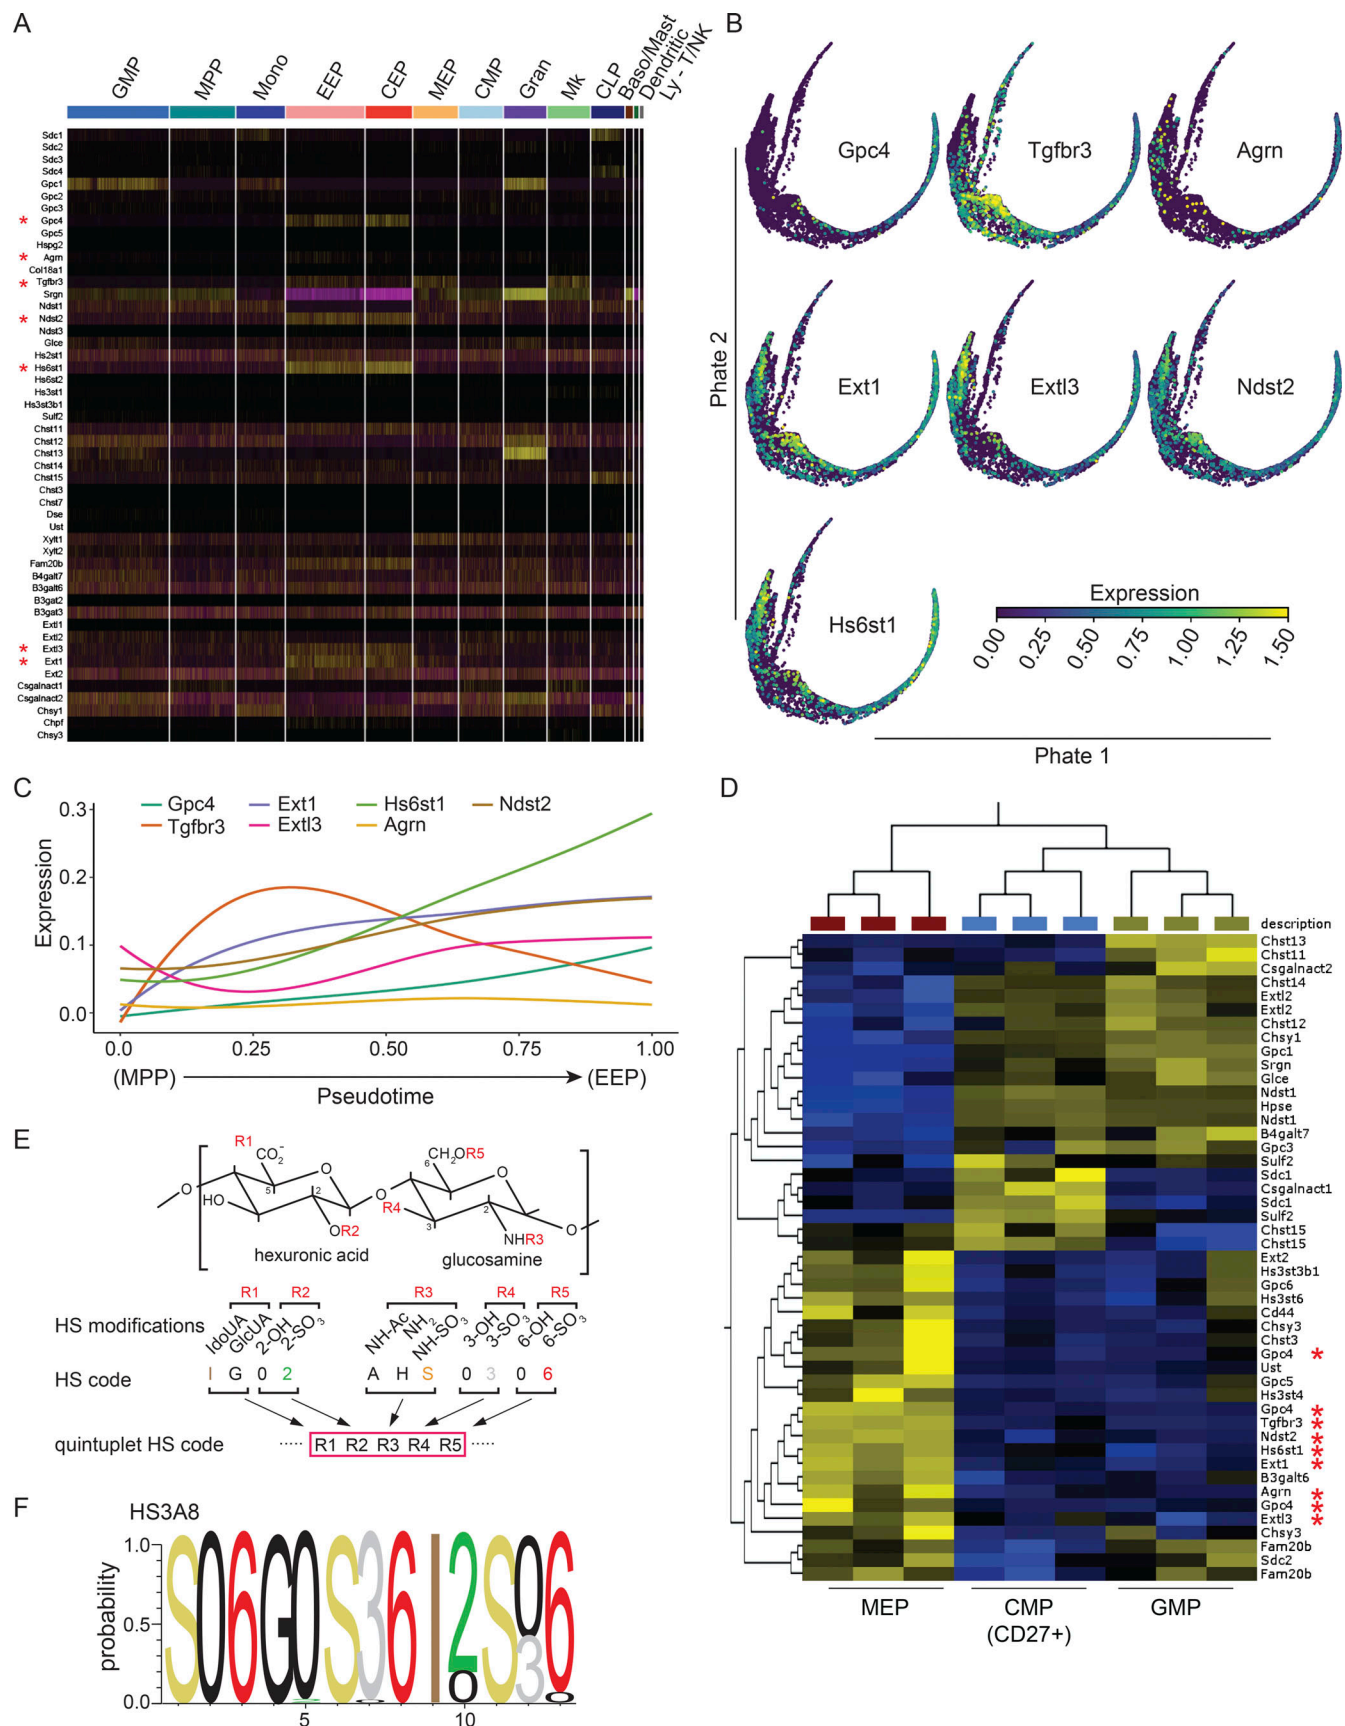 A
GMP
MPP
Mono
EEP
CEP
MEP
CMP
Gran
Mk
CLP
Baso/Mast
Dendritic
Ly - T/NK
Sdc1
Sdc2
Sdc3
Sdc4
Gpc1
Gpc2
Gpc3
* Gpc4
Gpc5
Hspg2
* Agrn
Col18a1
* Tgfbr3
Srgn
Ndst1
* Ndst2
Ndst3
Glce
Hs2st1
* Hs6st1
Hs6st2
Hs3st1
Hs3st3b1
Sulf2
Chst11
Chst12
Chst13
Chst14
Chst15
Chst3
Chst7
Dse
Ust
Xylt1
Xylt2
Fam20b
B4galt7
B3galt6
B3gat2
B3gat3
Extl1
Extl2
* Extl3
* Ext1
Ext2
Csgalnact1
Csgalnact2
Chsy1
Chpf
Chsy3
B
Gpc4
Tgfbr3
Agrn
Ext1
Extl3
Ndst2
Hs6st1
Phate 2
Phate 1
Expression
0.00 0.25 0.75 1.00 1.25 1.50
C
Gpc4 Ext1 Hs6st1 Ndst2
Tgfbr3 Extl3 Agrn
Expression
0.3
0.2
0.1
0.0
0.0 0.25 0.50 0.75 1.00
(MPP) (EEP)
Pseudotime
D
description
Chst13
Chst11
Csgalnact2
Chst14
Extl2
Extl2
Chst12
Chsy1
Gpc1
Srgn
Glce
Ndst1
Hpse
Ndst1
B4galt7
Gpc3
Sulf2
Sdc1
Csgalnact1
Sdc1
Sulf2
Chst15
Chst15
Ext2
Hs3st3b1
Gpc6
Hs3st6
Cd44
Chsy3
Chst3
Gpc4 *
Ust
Gpc5
Hs3st4
Gpc4 *
Tgfbr3 *
Ndst2 *
Hs6st1 *
Ext1 *
B3galt6
Agrn *
Gpc4 *
Extl3 *
Chsy3
Fam20b
Sdc2
Fam20b
MEP CMP GMP
(CD27+)
E
R1
CO2-
O
5
HO
2
OR2
O
O
hexuronic acid
6
CH2OR5
O
R4
3
2
NHR3
O
glucosamine
R1 R2 R3 R4 R5
HS modifications
IdoUA GlcUA 2-OH 2-SO3 NH-Ac NH2 NH-SO3 3-OH 3-SO3 6-OH 6-SO3
HS code I G 0 2 A H S 0 3 0 6
quintuplet HS code ..... R1 R2 R3 R4 R5 .....
F
HS3A8
probability
1.0
0.5
0.0
S06G0S36I2S06
0 3 0
5 10